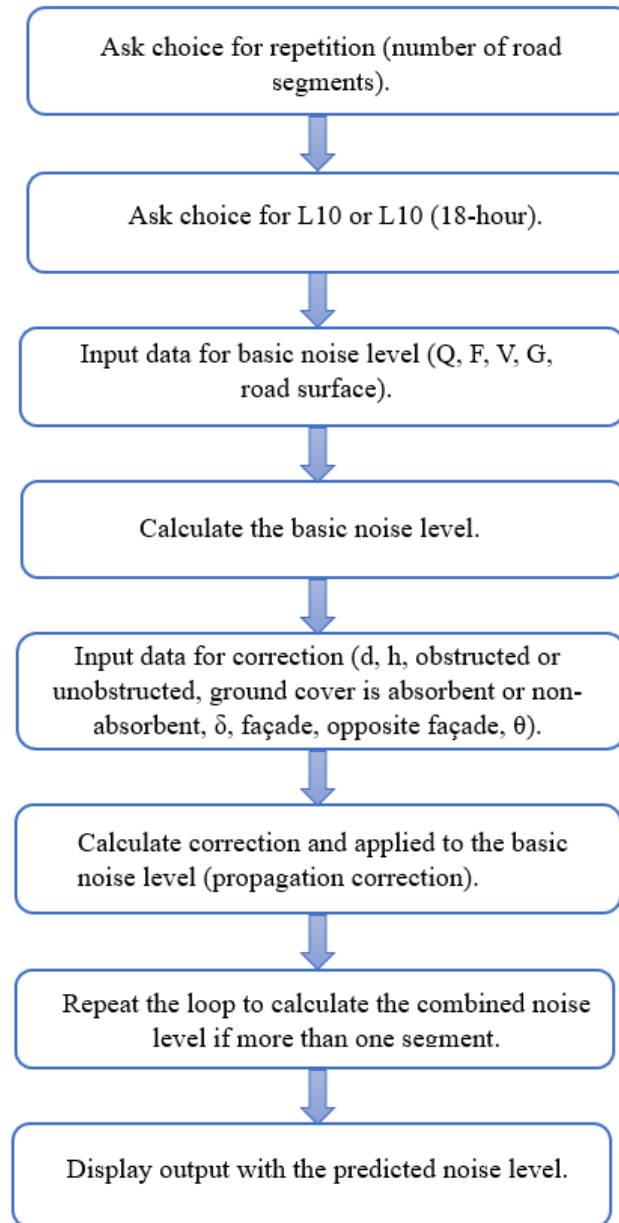 Ask choice for repetition (number of road
segments).
Ask choice for L10 or L10 (18-hour).
Input data for basic noise level (Q, F, V, G,
road surface).
Calculate the basic noise level.
Input data for correction (d, h, obstructed or
unobstructed, ground cover is absorbent or non-
absorbent, δ, façade, opposite façade, θ).
Calculate correction and applied to the basic
noise level (propagation correction).
Repeat the loop to calculate the combined noise
level if more than one segment.
Display output with the predicted noise level.